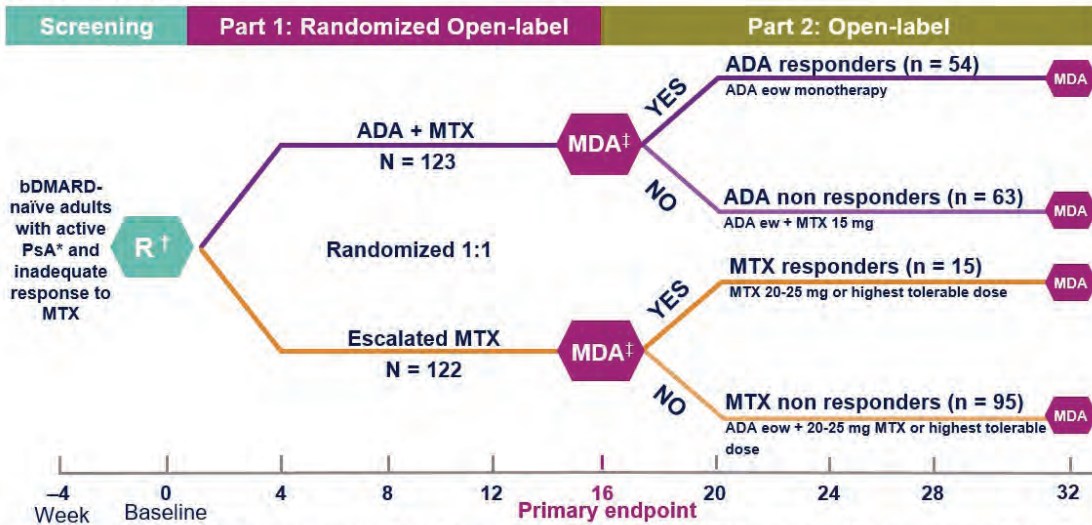 Screening
Part 1: Randomized Open-label
Part 2: Open-label
bDMARD-
naïve adults
with active
PsA* and
inadequate
response to
MTX
R†
ADA + MTX
N = 123
Randomized 1:1
Escalated MTX
N = 122
MDA‡
YES
NO
MDA‡
YES
NO
ADA responders (n = 54)
ADA eow monotherapy
MDA
ADA non responders (n = 63)
ADA ew + MTX 15 mg
MDA
MTX responders (n = 15)
MTX 20-25 mg or highest tolerable dose
MDA
MTX non responders (n = 95)
ADA eow + 20-25 mg MTX or highest tolerable
dose
MDA
–4 0 4 8 12 16 20 24 28 32
Week Baseline Primary endpoint